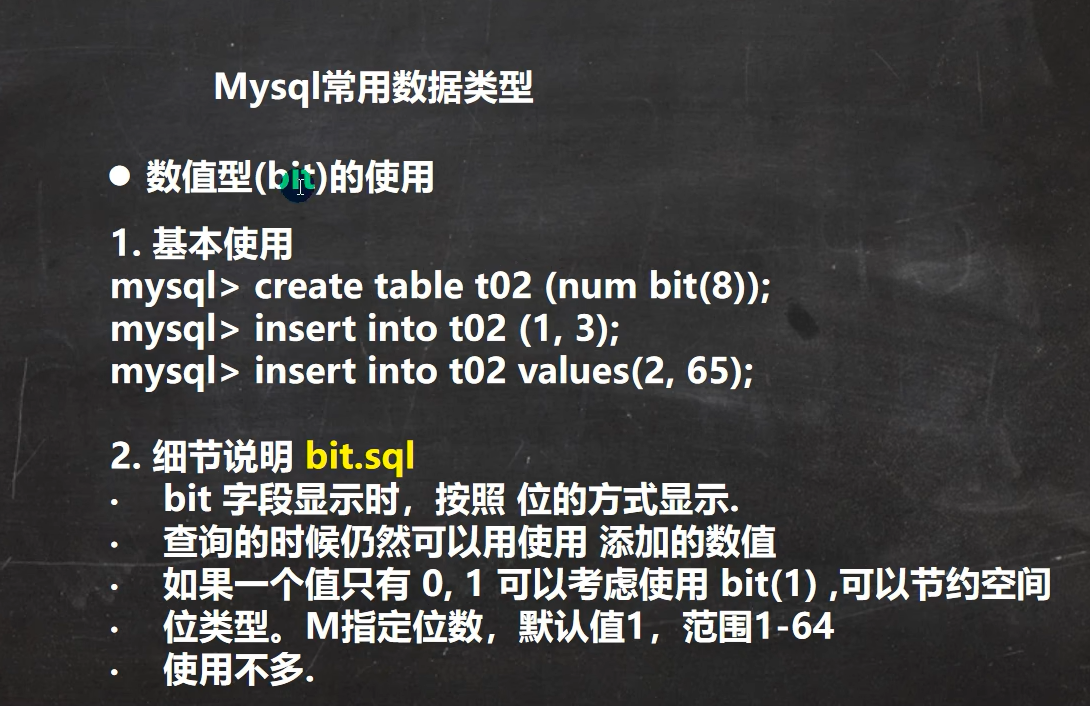 Mysql常用数据类型
● 数值型(bit)的使用
1. 基本使用
mysql> create table t02 (num bit(8));
mysql> insert into t02 (1, 3);
mysql> insert into t02 values(2, 65);
2. 细节说明 bit.sql
· bit 字段显示时，按照 位的方式显示.
· 查询的时候仍然可以用使用 添加的数值
· 如果一个值只有 0, 1 可以考虑使用 bit(1) ,可以节约空间
· 位类型。M指定位数，默认值1，范围1-64
· 使用不多.